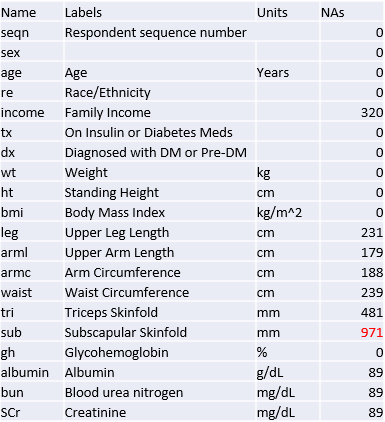 Name Labels Units NAs
seqn Respondent sequence number 0
sex 0
age Age Years 0
re Race/Ethnicity 0
income Family Income 320
tx On Insulin or Diabetes Meds 0
dx Diagnosed with DM or Pre-DM 0
wt Weight kg 0
ht Standing Height cm 0
bmi Body Mass Index kg/m^2 0
leg Upper Leg Length cm 231
arml Upper Arm Length cm 179
armc Arm Circumference cm 188
waist Waist Circumference cm 239
tri Triceps Skinfold mm 481
sub Subscapular Skinfold mm 971
gh Glycohemoglobin % 0
albumin Albumin g/dL 89
bun Blood urea nitrogen mg/dL 89
SCr Creatinine mg/dL 89